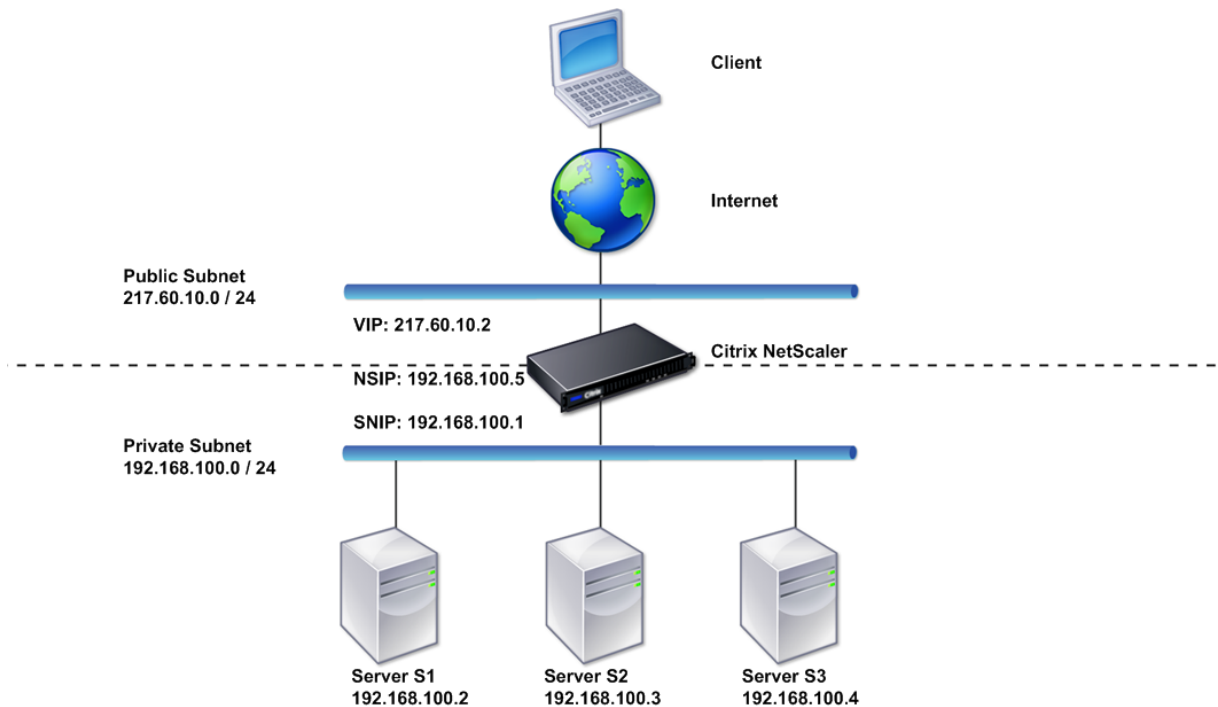 Client
Internet
Public Subnet
217.60.10.0 / 24
VIP: 217.60.10.2
Citrix NetScaler
NSIP: 192.168.100.5
SNIP: 192.168.100.1
Private Subnet
192.168.100.0 / 24
Server S1
192.168.100.2
Server S2
192.168.100.3
Server S3
192.168.100.4